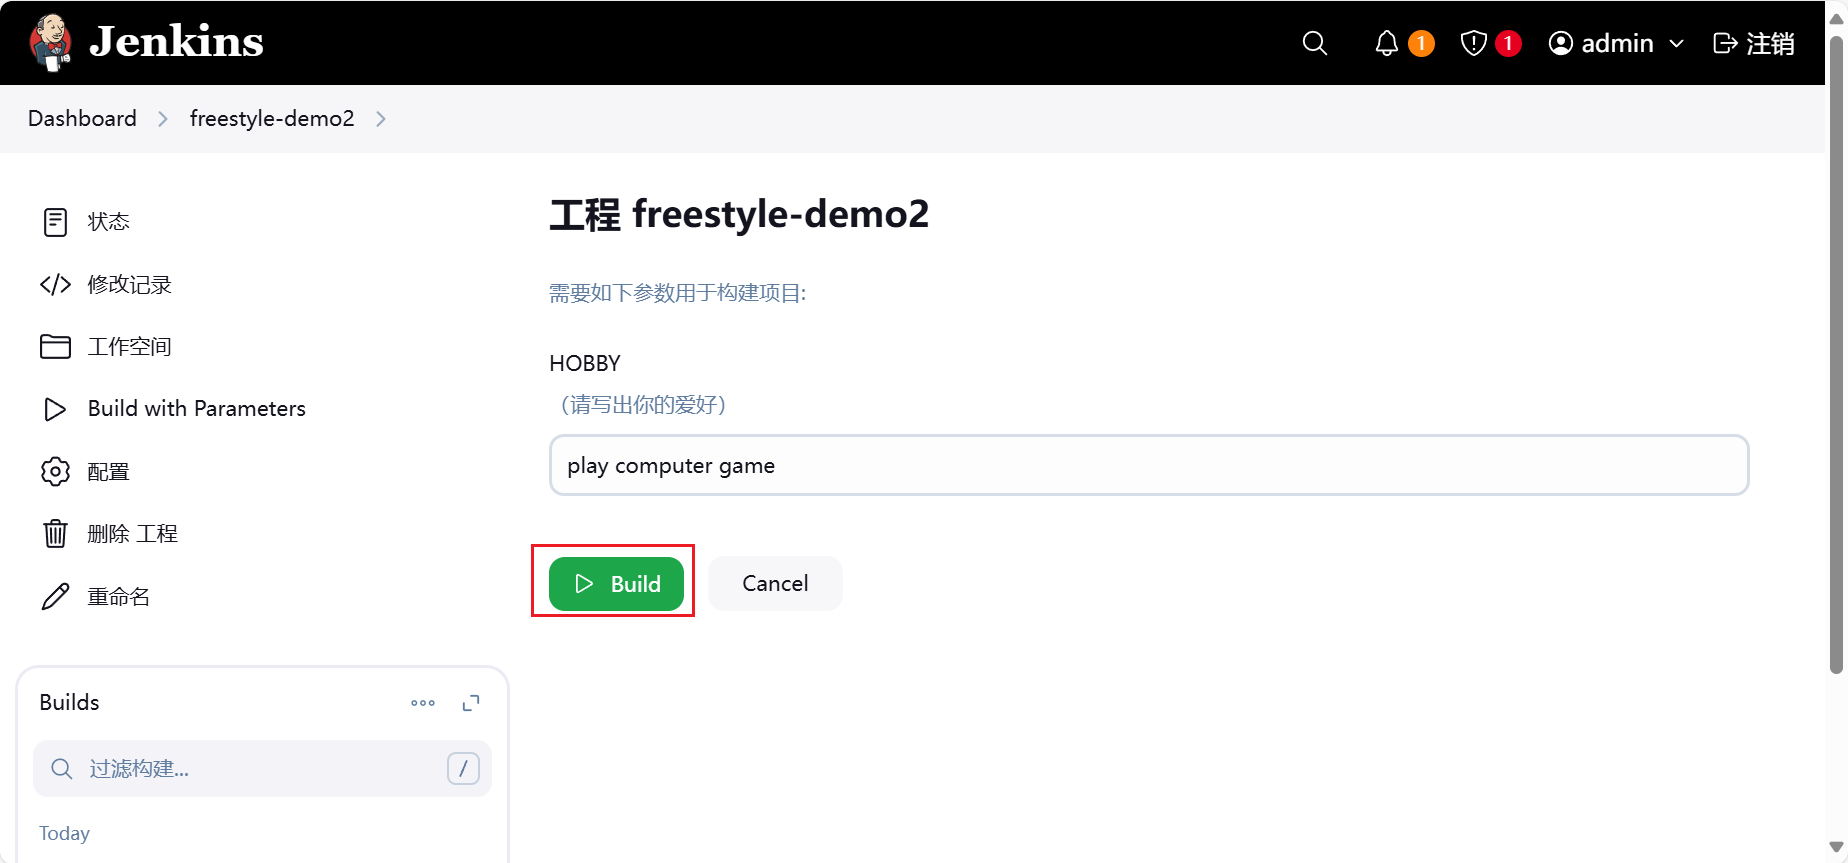 Jenkins
1
1
admin
注销
Dashboard
freestyle-demo2
状态
修改记录
工作空间
Build with Parameters
配置
删除 工程
重命名
Builds
过滤构建...
/
Today
工程 freestyle-demo2
需要如下参数用于构建项目:
HOBBY
（请写出你的爱好）
play computer game
Build
Cancel